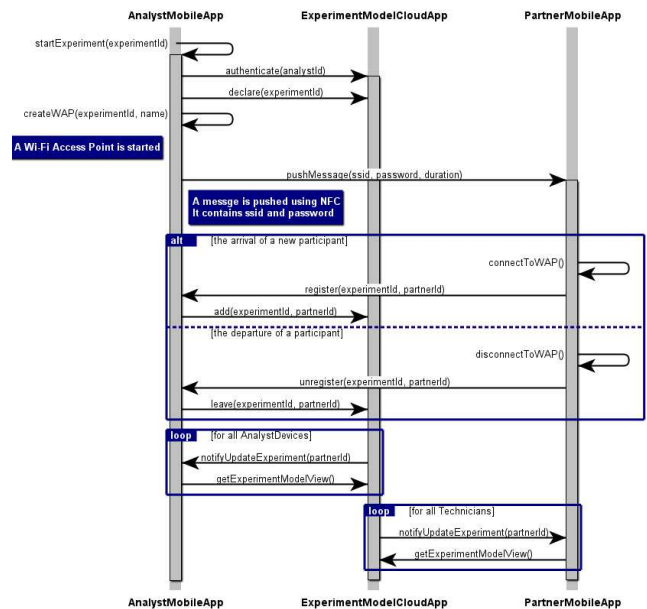 AnalystMobileApp ExperimentModelCloudApp PartnerMobileApp
startExperiment(experimentId)
authenticate(analystId)
declare(experimentId)
createWAP(experimentId, name)
A Wi-Fi Access Point is started
pushMessage(ssid, password, duration)
A messge is pushed using NFC
It contains ssid and password
alt [the arrival of a new participant]
connectToWAP()
register(experimentId, partnerId)
add(experimentId, partnerId)
[the departure of a participant]
disconnectToWAP()
unregister(experimentId, partnerId)
leave(experimentId, partnerId)
loop [for all AnalystDevices]
notifyUpdateExperiment(partnerId)
getExperimentModelView()
loop [for all Technicians]
notifyUpdateExperiment(partnerId)
getExperimentModelView()
AnalystMobileApp ExperimentModelCloudApp PartnerMobileApp